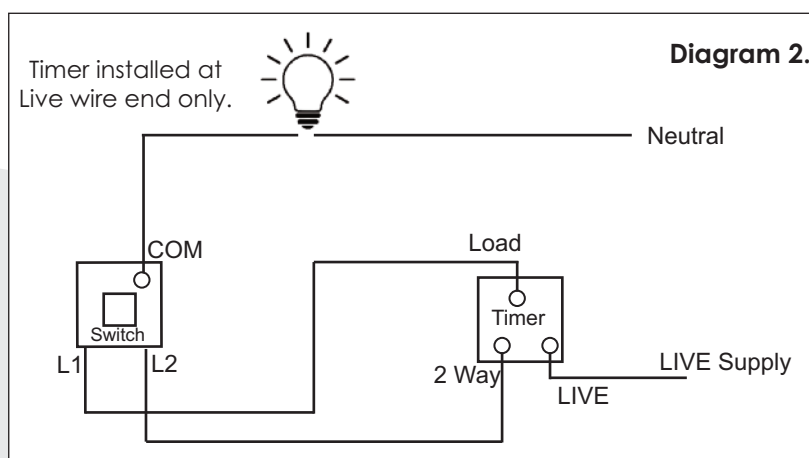 Diagram 2.
Timer installed at
Live wire end only.
Neutral
COM
Load
Switch
Timer
L1
L2
2 Way
LIVE
LIVE Supply